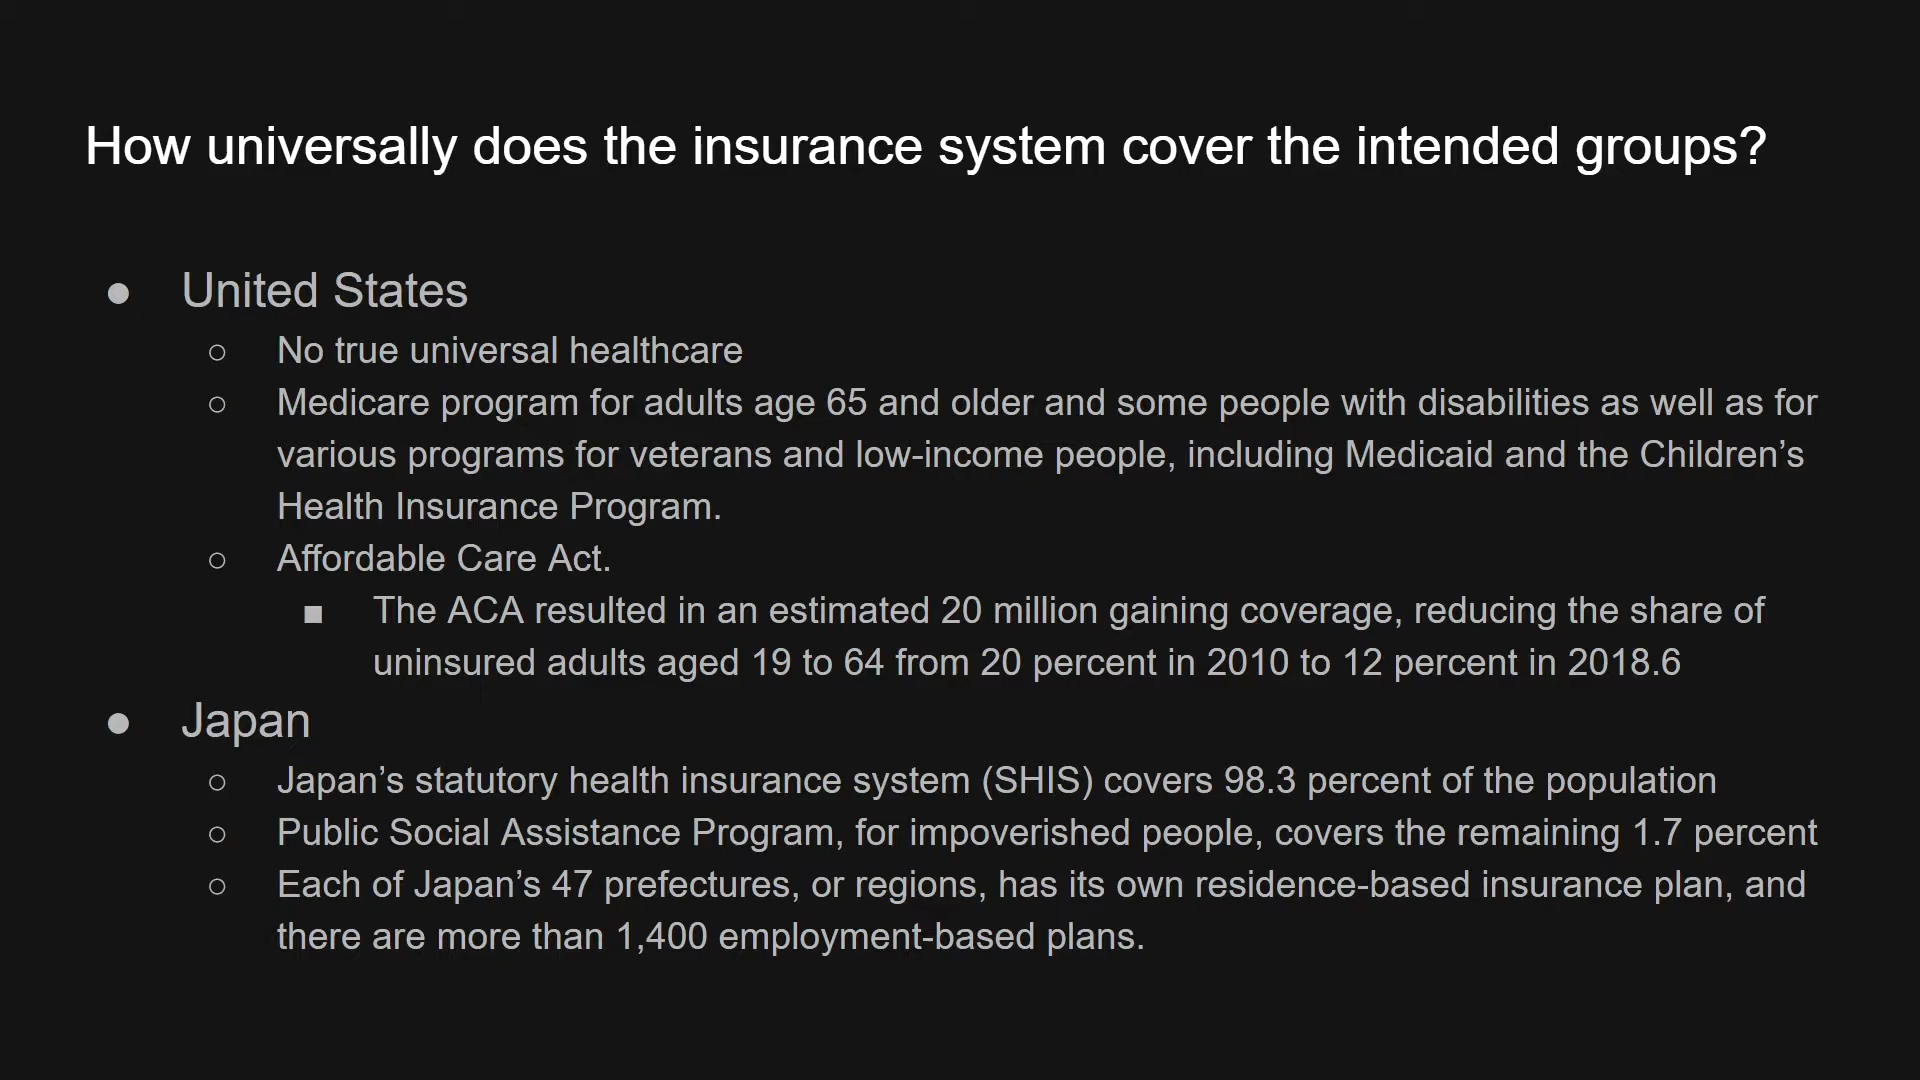 How universally does the insurance system cover the intended groups?
● United States
○ No true universal healthcare
○ Medicare program for adults age 65 and older and some people with disabilities as well as for
various programs for veterans and low-income people, including Medicaid and the Children’s
Health Insurance Program.
○ Affordable Care Act.
■ The ACA resulted in an estimated 20 million gaining coverage, reducing the share of
uninsured adults aged 19 to 64 from 20 percent in 2010 to 12 percent in 2018.6
● Japan
○ Japan’s statutory health insurance system (SHIS) covers 98.3 percent of the population
○ Public Social Assistance Program, for impoverished people, covers the remaining 1.7 percent
○ Each of Japan’s 47 prefectures, or regions, has its own residence-based insurance plan, and
there are more than 1,400 employment-based plans.